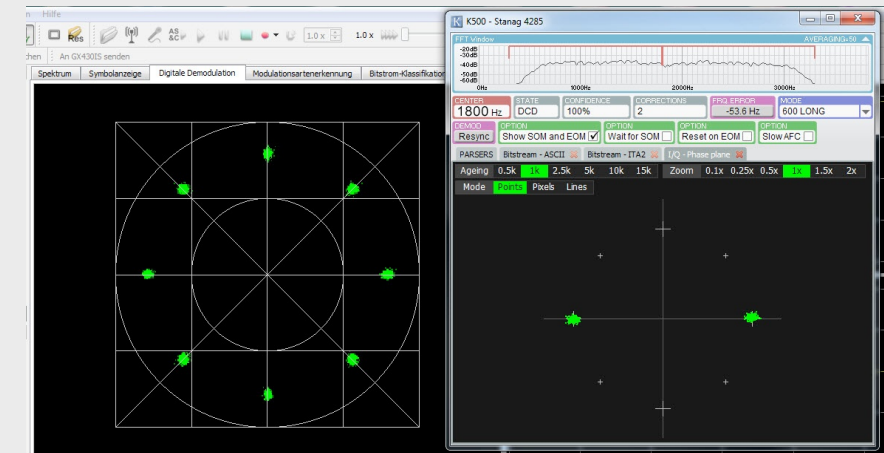 Hilfe
Res
AS
&C
1.0 x
1.0 x
chen An GX430IS senden
Spektrum Symbolanzeige Digitale Demodulation Modulationsartenerkennung Bitstrom-Klassifikation
K500 - Stanag 4285
FFT Window AVERAGING=50
-20dB
-30dB
-40dB
-50dB
-60dB
0Hz 1000Hz 2000Hz 3000Hz
CENTER STATE CONFIDENCE CORRECTIONS FRQ ERROR MODE
1800 Hz DCD 100% 2 -53.6 Hz 600 LONG
DEMOD OPTION OPTION OPTION OPTION
Resync Show SOM and EOM Wait for SOM Reset on EOM Slow AFC
PARSERS Bitstream - ASCII Bitstream - ITA2 I/Q - Phase plane
Ageing 0.5k 1k 2.5k 5k 10k 15k Zoom 0.1x 0.25x 0.5x 1x 1.5x 2x
Mode Points Pixels Lines